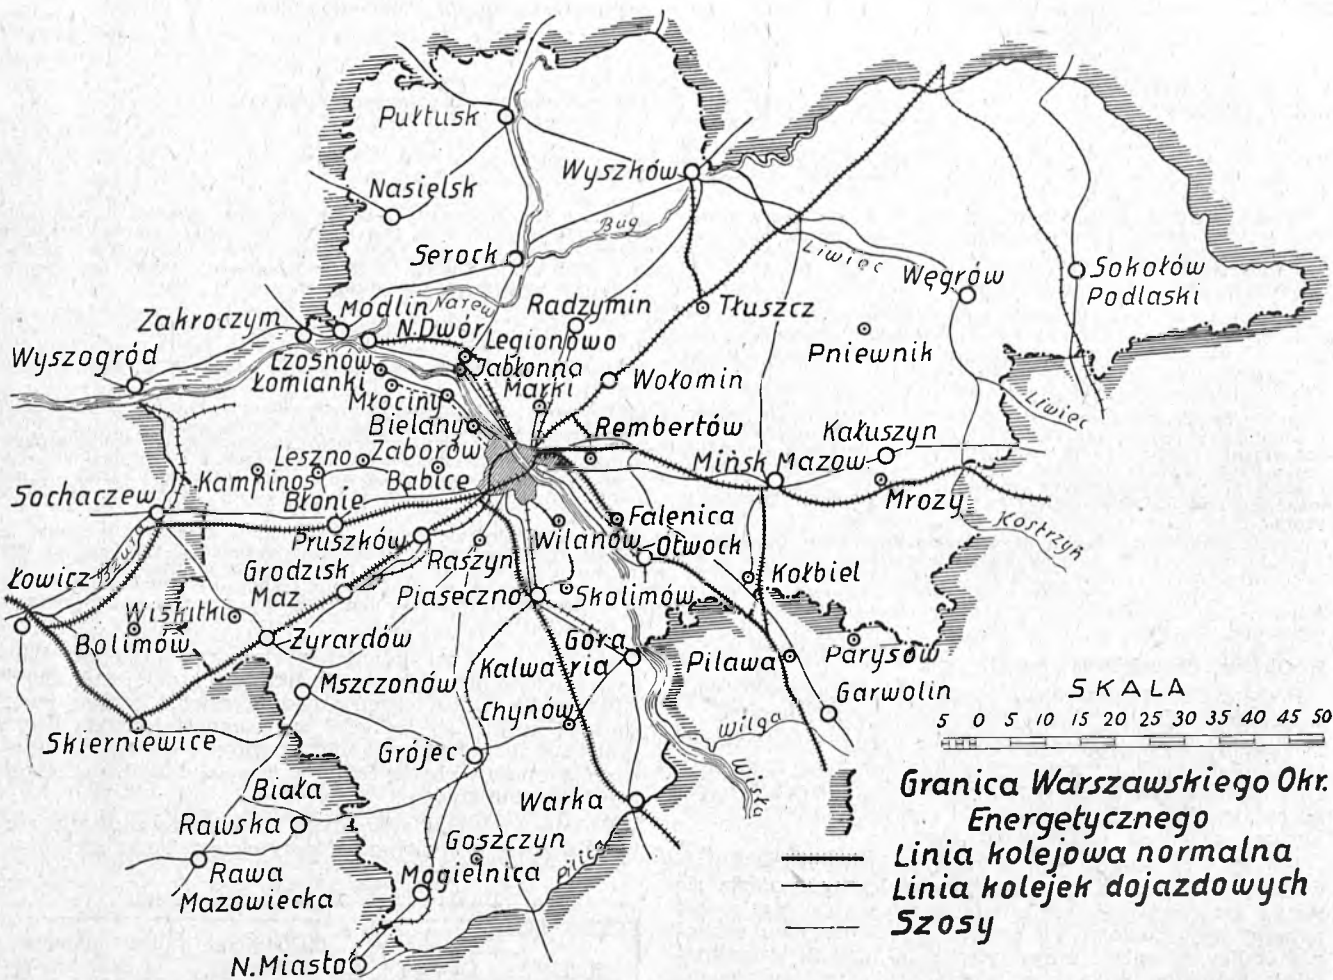 Pułtusk
Nasielsk
Wyszków
Bug
Serock
Liwiec
Węgrów
Sokołów
Podlaski
Zakroczym
Modlin
Narew
Radzymin
Tłuszcz
N.Dwór
Legionowo
Pniewnik
Wyszogród
Czosnów
Jabłonna
Łomianki
Marki
Wołomin
Młociny
Liwiec
Bielany
Rembertów
Kałuszyn
Leszno
Zaborów
Mińsk Mazow.
Kampinos
Babice
Mrozy
Sochaczew
Błonie
Kostrzyń
Bzura
Pruszków
Wilanów
Falenica
Łowicz
Grodzisk
Maz.
Raszyn
Otwock
Kołbiel
Wiskitki
Piaseczno
Skolimów
Bolimów
Żyrardów
Góra
Kalwaria
Pilawa
Parysów
Mszczonów
Garwolin
Chynów
Wilga
Skierniewice
Grójec
Wisła
Biała
Rawska
Warka
Goszczyn
Pilica
Rawa
Mazowiecka
Mogielnica
N.Miasto
SKALA
5 0 5 10 15 20 25 30 35 40 45 50
Granica Warszawskiego Okr.
Energetycznego
Linia kolejowa normalna
Linia kolejek dojazdowych
Szosy